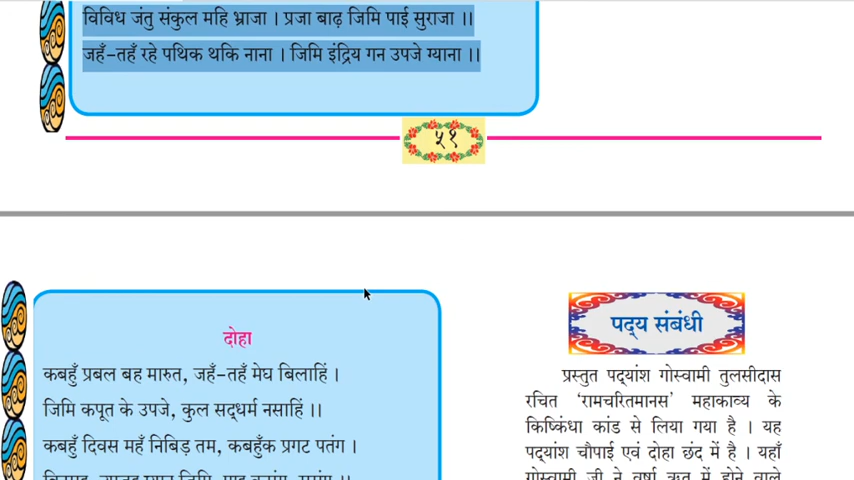 विविध जंतु संकुल महि भ्राजा । प्रजा बाढ़ जिमि पाई सुराजा ।।
जहँ-तहँ रहे पथिक थकि नाना । जिमि इंद्रिय गन उपजे ग्याना ।।
५१
दोहा
कबहुँ प्रबल बह मारुत, जहँ-तहँ मेघ बिलाहिं ।
जिमि कपूत के उपजे, कुल सद्धर्म नसाहिं ।।
कबहुँ दिवस महँ निबिड़ तम, कबहुँक प्रगट पतंग ।
पद्य संबंधी
प्रस्तुत पद्यांश गोस्वामी तुलसीदास
रचित ‘रामचरितमानस’ महाकाव्य के
किष्किंधा कांड से लिया गया है । यह
पद्यांश चौपाई एवं दोहा छंद में है । यहाँ
गोस्वामी जी ने वर्षा ऋतु में होने वाले